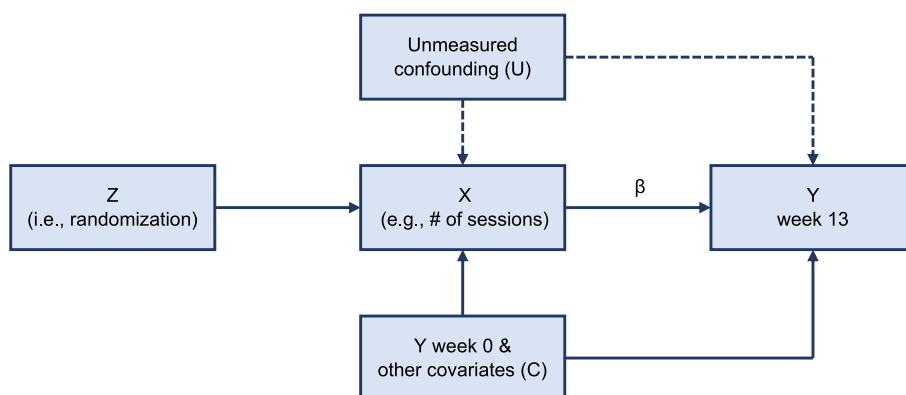 Unmeasured
confounding (U)
Z
(i.e., randomization)
X
(e.g., # of sessions)
β
Y
week 13
Y week 0 &
other covariates (C)